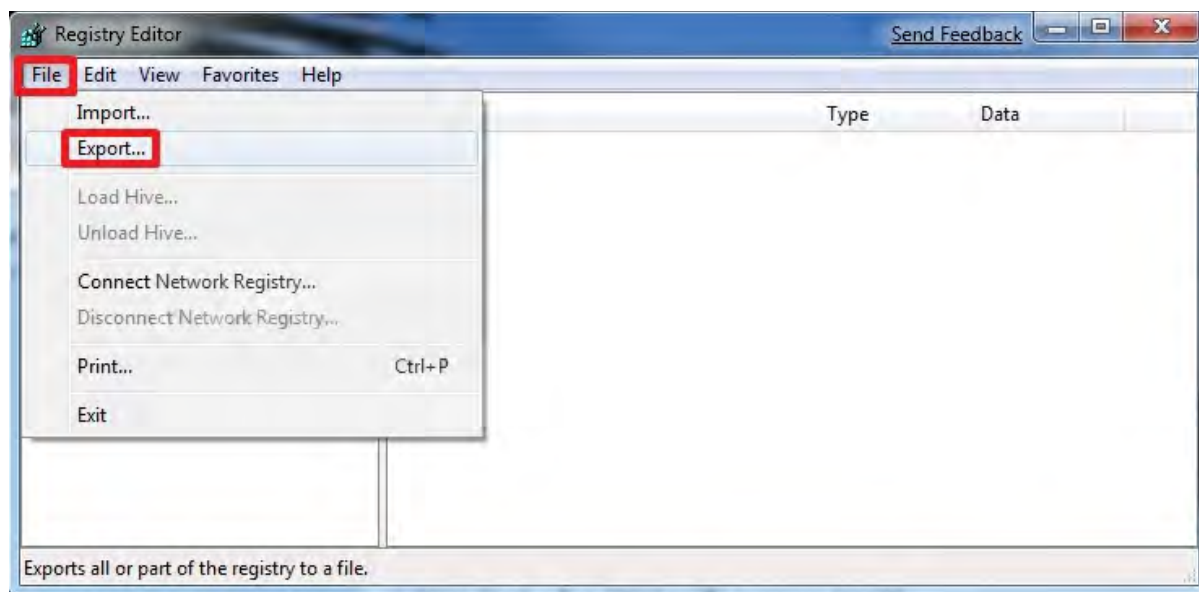 Registry Editor
Send Feedback
File Edit View Favorites Help
Import...
Type Data
Export...
Load Hive...
Unload Hive...
Connect Network Registry...
Disconnect Network Registry...
Print... Ctrl+P
Exit
Exports all or part of the registry to a file.